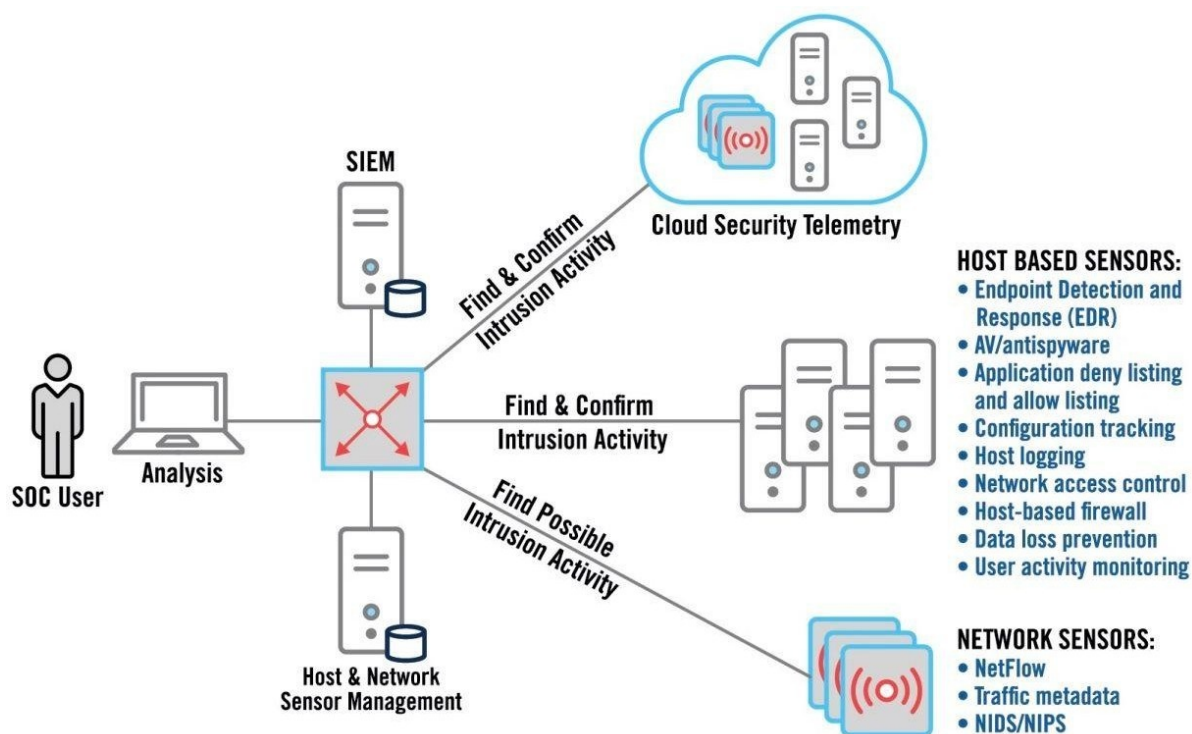 SIEM
Cloud Security Telemetry
Find & Confirm
Intrusion Activity
HOST BASED SENSORS:
• Endpoint Detection and
Response (EDR)
• AV/antispyware
• Application deny listing
and allow listing
• Configuration tracking
• Host logging
• Network access control
• Host-based firewall
• Data loss prevention
• User activity monitoring
Find & Confirm
Intrusion Activity
SOC User
Analysis
Find Possible
Intrusion Activity
Host & Network
Sensor Management
NETWORK SENSORS:
• NetFlow
• Traffic metadata
• NIDS/NIPS